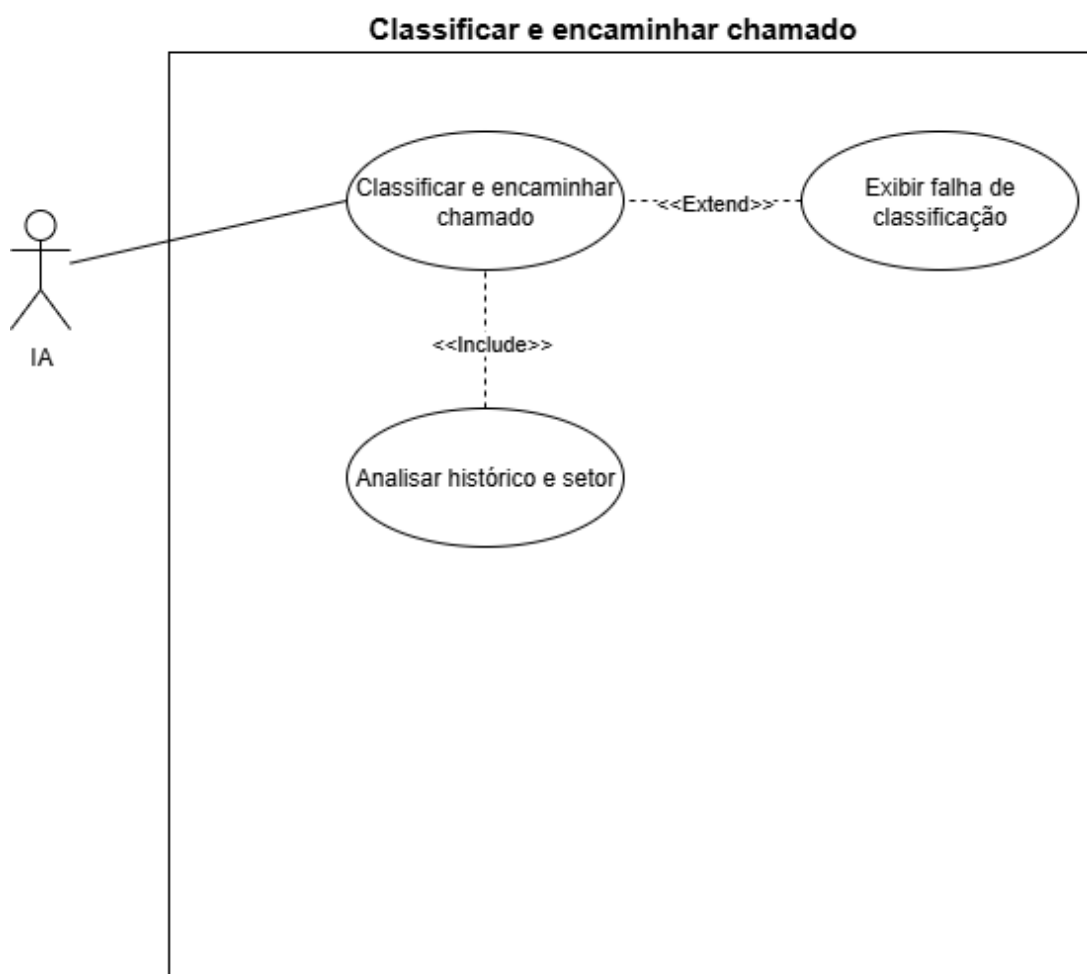 Classificar e encaminhar chamado
Classificar e encaminhar
chamado
<<Extend>>
Exibir falha de
classificação
IA
<<Include>>
Analisar histórico e setor